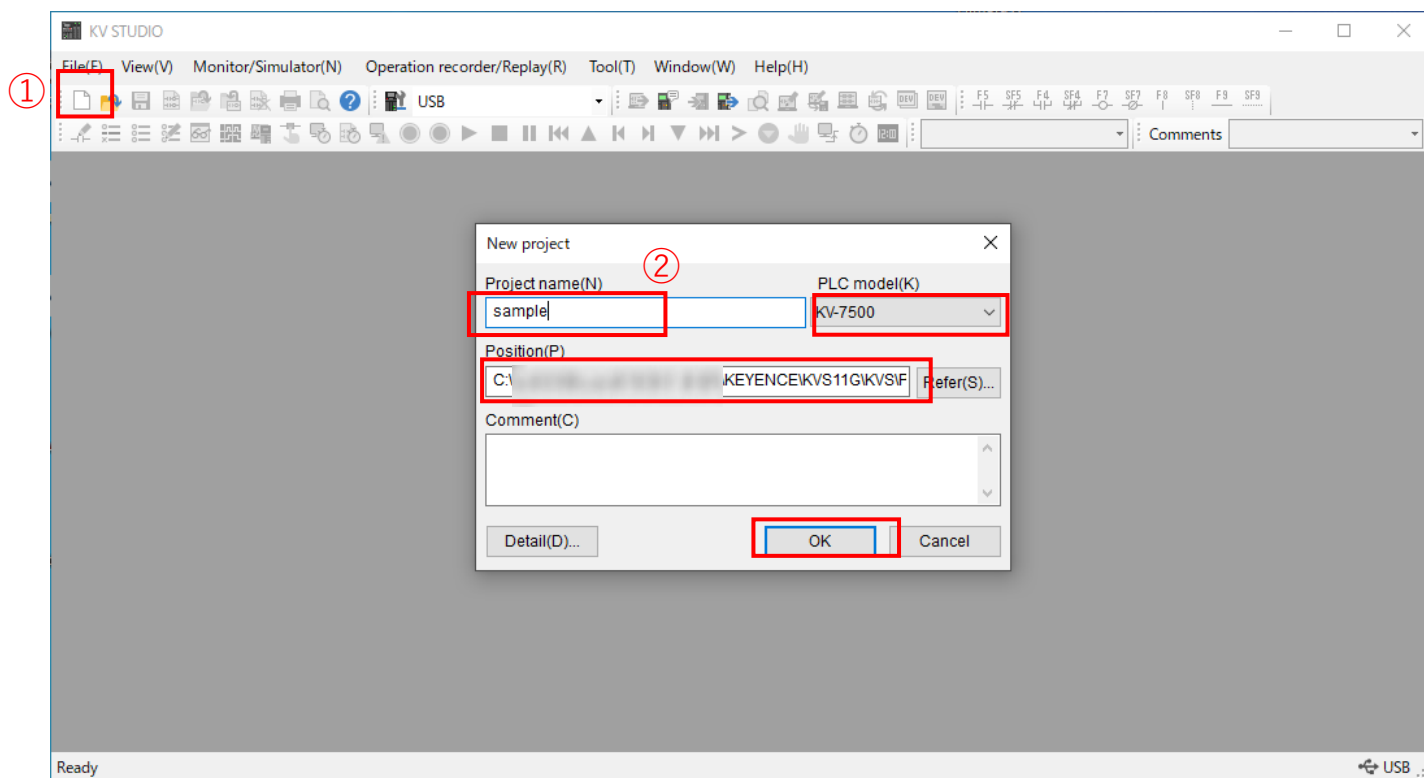 KV STUDIO
File(F) View(V) Monitor/Simulator(N) Operation recorder/Replay(R) Tool(T) Window(W) Help(H)
①
USB
F5 SF5 F4 SF4 F7 SF7 F8 SF8 F9 SF9
Comments
New project
②
Project name(N) PLC model(K)
sample KV-7500
Position(P)
C:\ \KEYENCE\KVS11G\KVS\F Refer(S)...
Comment(C)
Detail(D)... OK Cancel
Ready USB